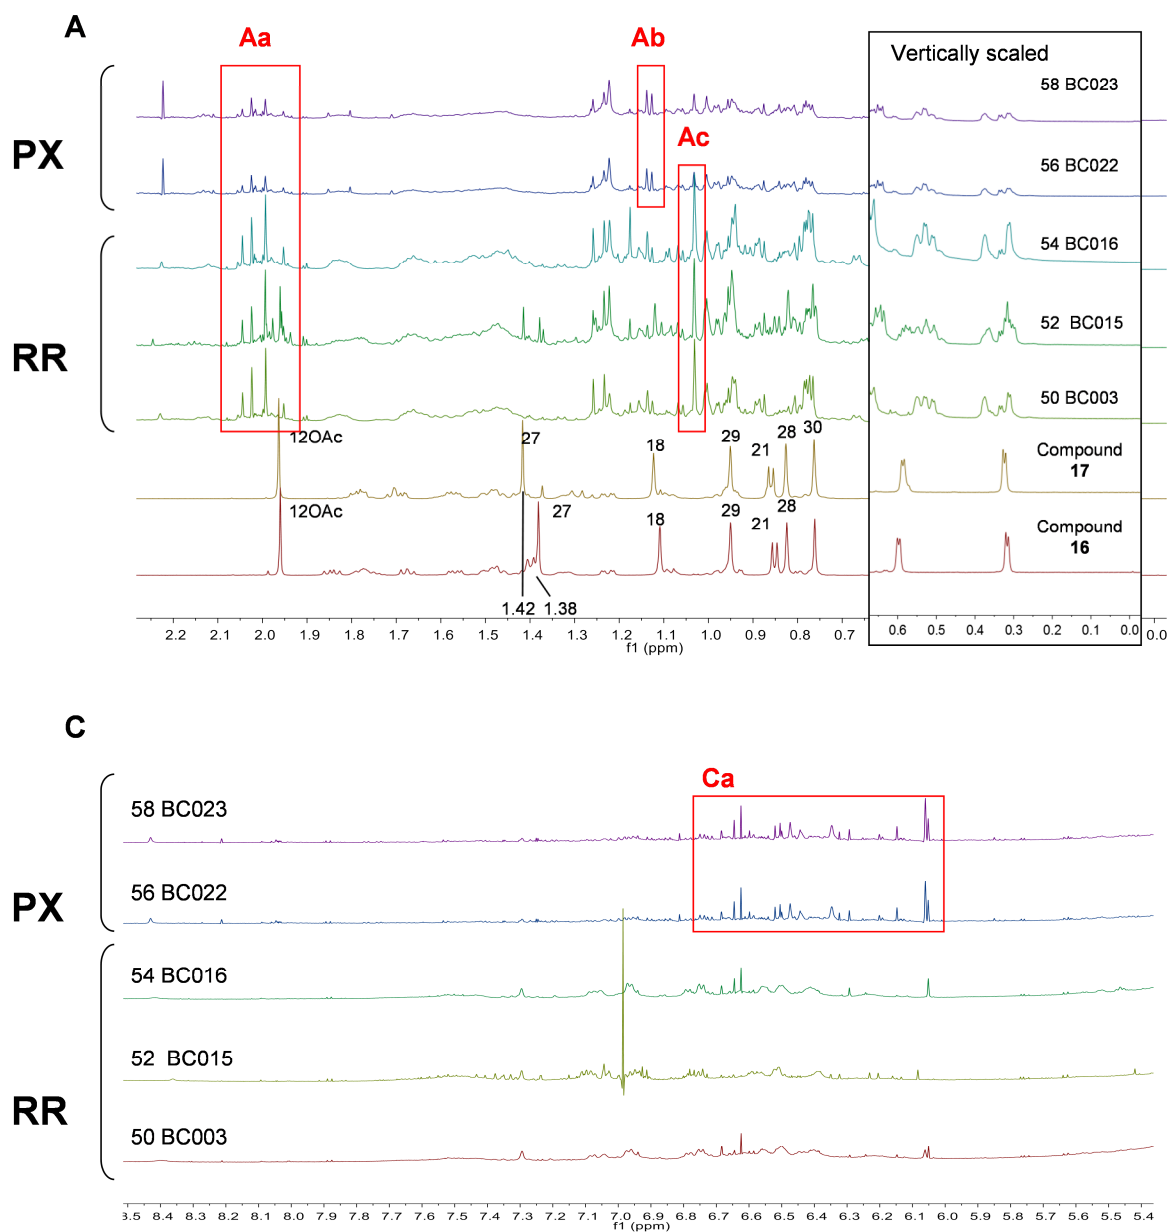 A
Aa
Ab
Vertically scaled
58 BC023
PX
Ac
56 BC022
54 BC016
RR
52 BC015
50 BC003
12OAc
27
18
29
21
28
30
Compound
17
12OAc
27
18
29
21
28
Compound
16
1.42 1.38
2.2 2.1 2.0 1.9 1.8 1.7 1.6 1.5 1.4 1.3 1.2 1.1 1.0 0.9 0.8 0.7
0.6 0.5 0.4 0.3 0.2 0.1 0.0
0.0
f1 (ppm)
C
Ca
58 BC023
PX
56 BC022
54 BC016
52 BC015
RR
50 BC003
8.5 8.4 8.3 8.2 8.1 8.0 7.9 7.8 7.7 7.6 7.5 7.4 7.3 7.2 7.1 7.0 6.9 6.8 6.7 6.6 6.5 6.4 6.3 6.2 6.1 6.0 5.9 5.8 5.7 5.6 5.5 5.4
f1 (ppm)